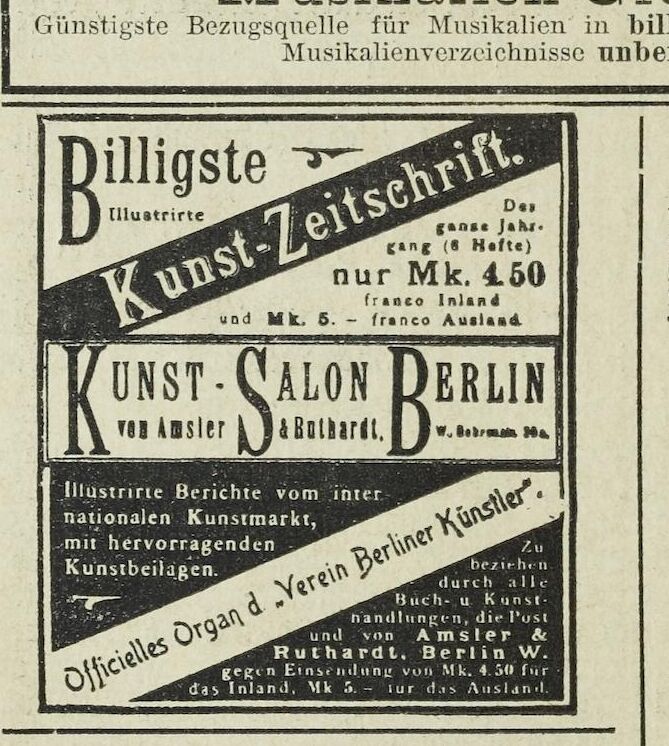 Günstigste Bezugsquelle für Musikalien in bil
Musikalienverzeichnisse unbe
Billigste
Illustrirte
Kunst-Zeitschrift.
Der
ganze Jahr-
gang (6 Hefte)
nur Mk. 4.50
franco Inland
und Mk. 5. – franco Ausland
KUNST-SALON BERLIN
von Amsler & Ruthardt,
Illustrirte Berichte vom inter
nationalen Kunstmarkt,
mit hervorragenden
Kunstbeilagen.
Officielles Organ d „Verein Berliner Künstler".
Zu
beziehen
durch alle
Buch- u. Kunst-
handlungen, die Post
und von Amsler &
Ruthardt, Berlin W.
gegen Einsendung von Mk. 4.50 für
das Inland, Mk 5.– für das Ausland.